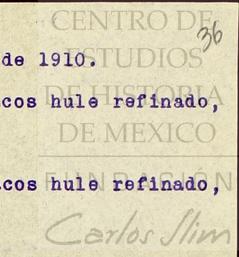 CENTRO DE
36
ESTUDIOS
de 1910.
DE HISTORIA
cos hule refinado,
DE MEXICO
FUNDACIÓN
cos hule refinado,
Carlos Slim